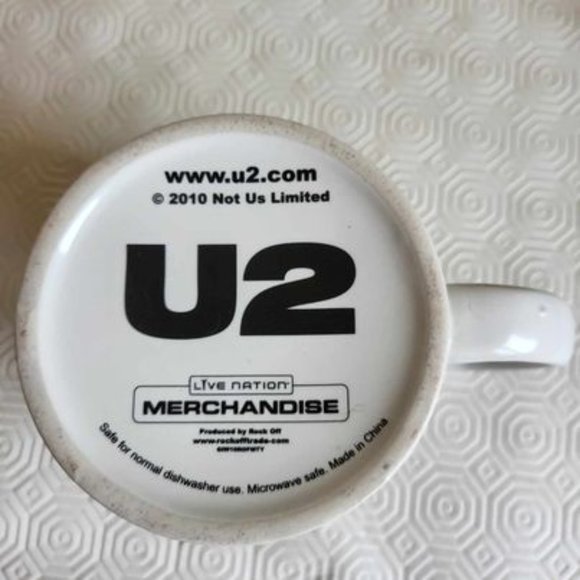 www.u2.com
© 2010 Not Us Limited
U2
LIVE NATION
MERCHANDISE
Produced by Rock Off
www.rockofftrade.com
Safe for normal dishwasher use. Microwave safe. Made in China